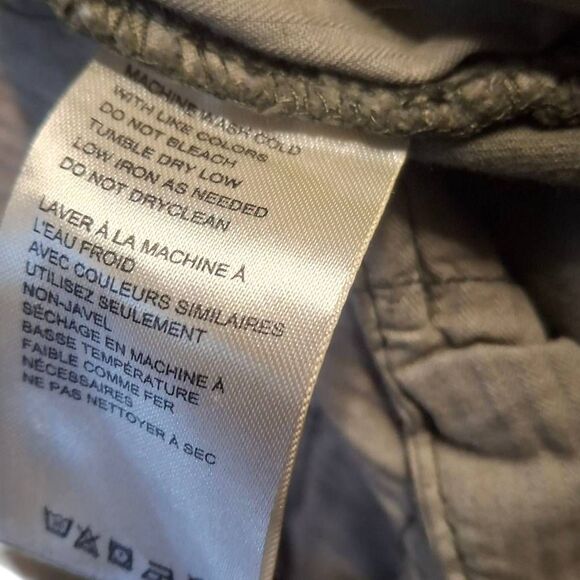 MACHINE WASH COLD
WITH LIKE COLORS
DO NOT BLEACH
TUMBLE DRY LOW
LOW IRON AS NEEDED
DO NOT DRYCLEAN
LAVER À LA MACHINE À
L'EAU FROID
AVEC COULEURS SIMILAIRES
UTILISEZ SEULEMENT
NON-JAVEL
SÉCHAGE EN MACHINE À
BASSE TEMPÉRATURE
FAIBLE COMME FER
NÉCESSAIRES
NE PAS NETTOYER À SEC